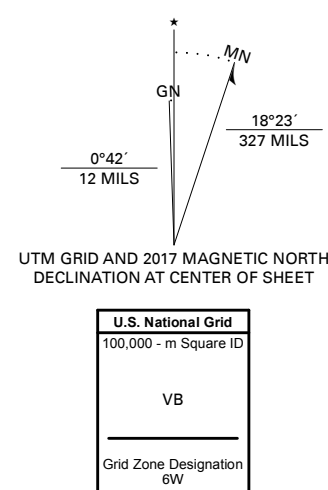 ★
MN
GN
18°23´
327 MILS
0°42´
12 MILS
UTM GRID AND 2017 MAGNETIC NORTH
DECLINATION AT CENTER OF SHEET
U.S. National Grid
100,000 - m Square ID
VB
Grid Zone Designation
6W